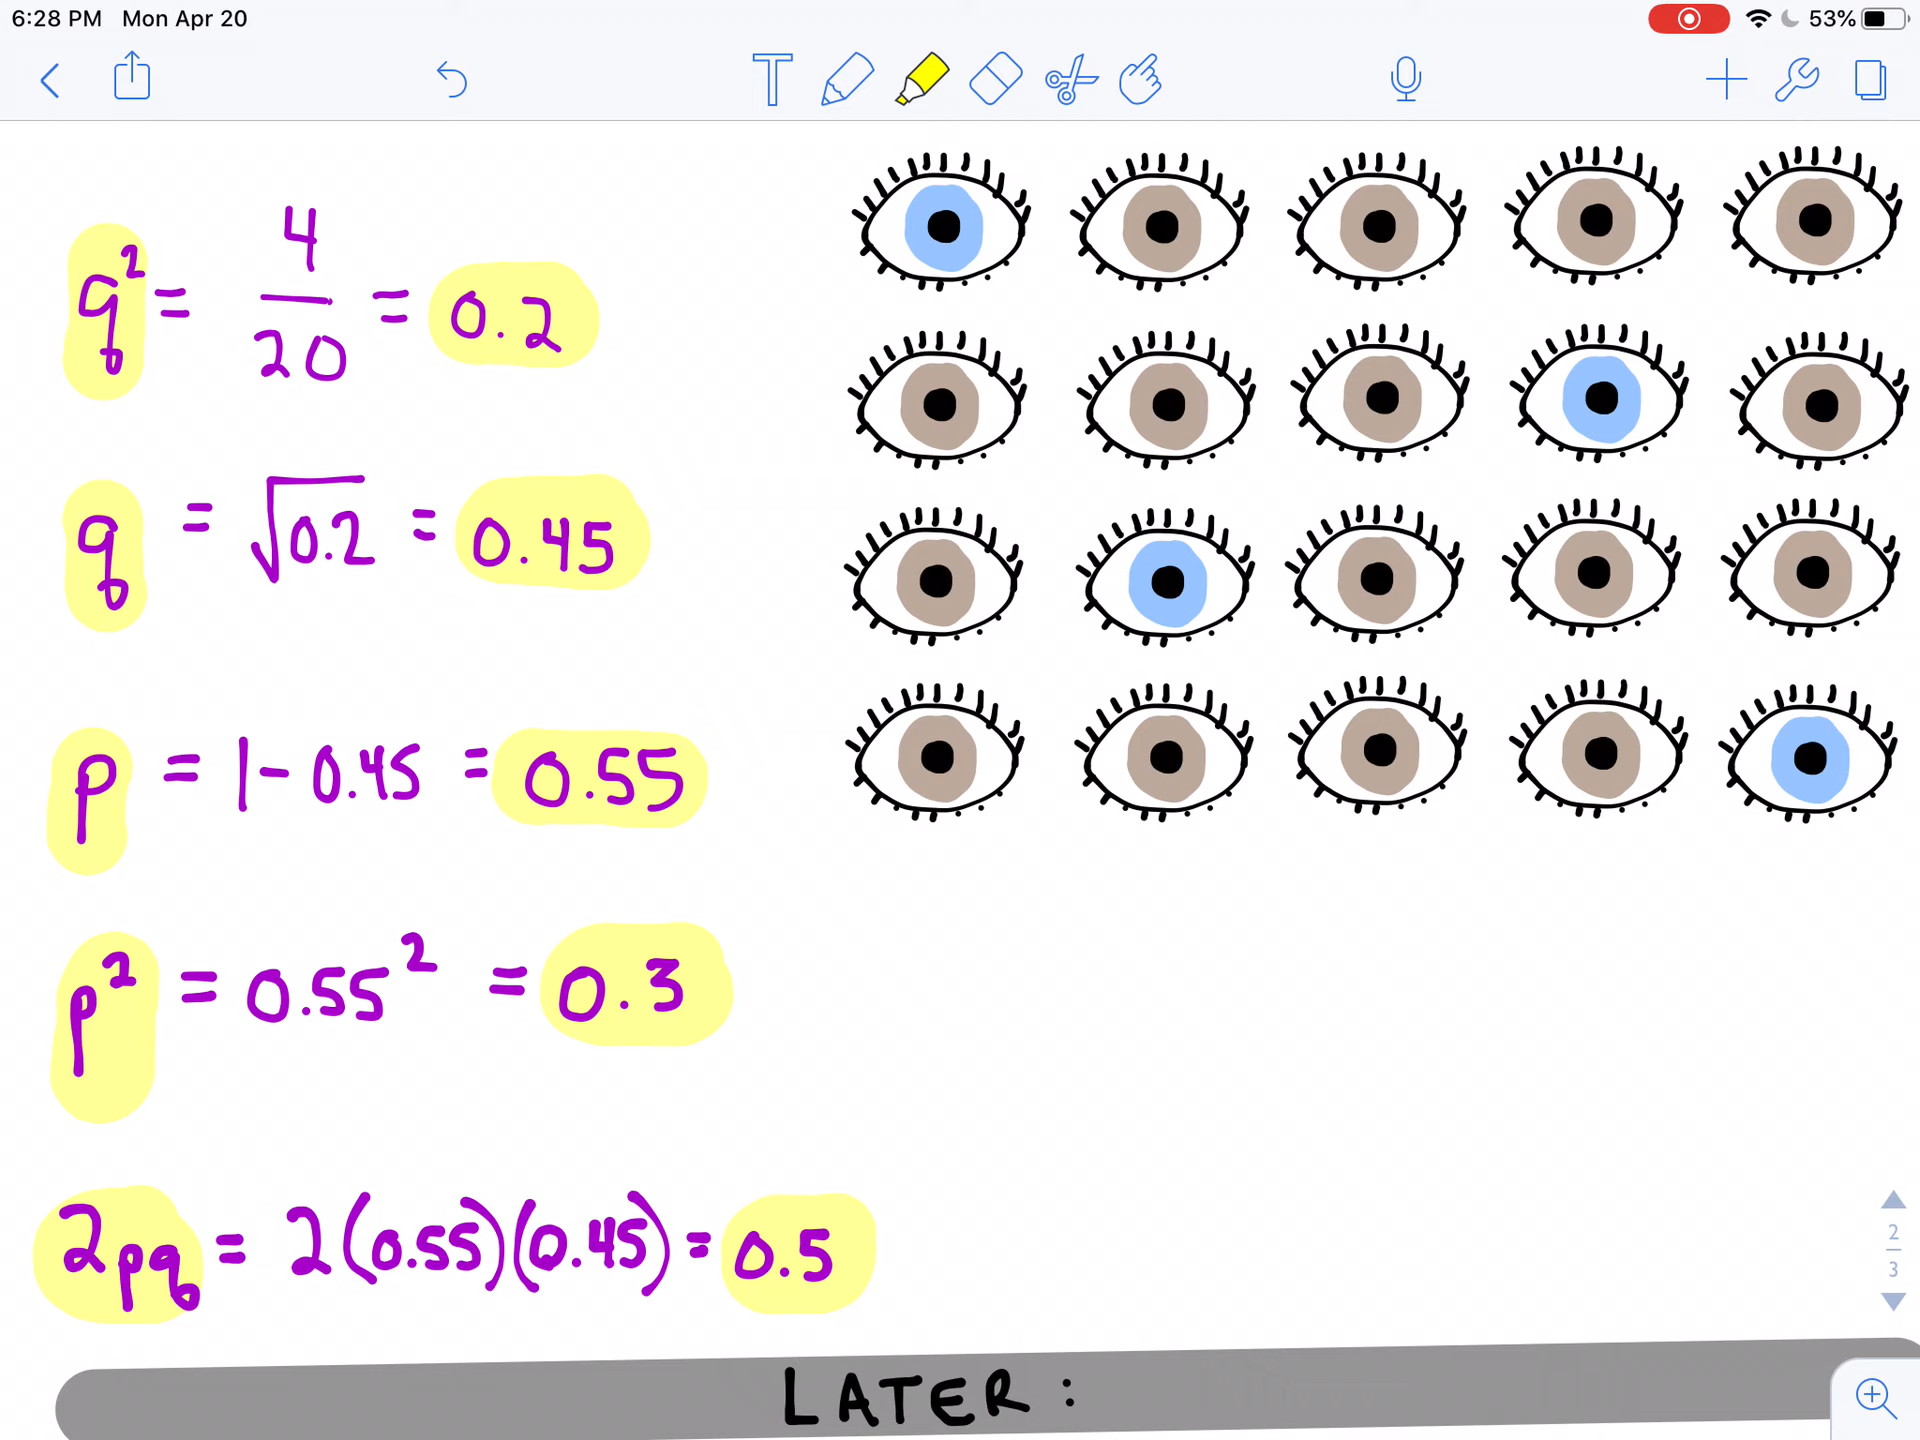 6:28 PM Mon Apr 20 53%
T
q² = 4/20 = 0.2
q = √0.2 = 0.45
p = 1 - 0.45 = 0.55
p² = 0.55² = 0.3
2pq = 2(0.55)(0.45) = 0.5
2
3
LATER: